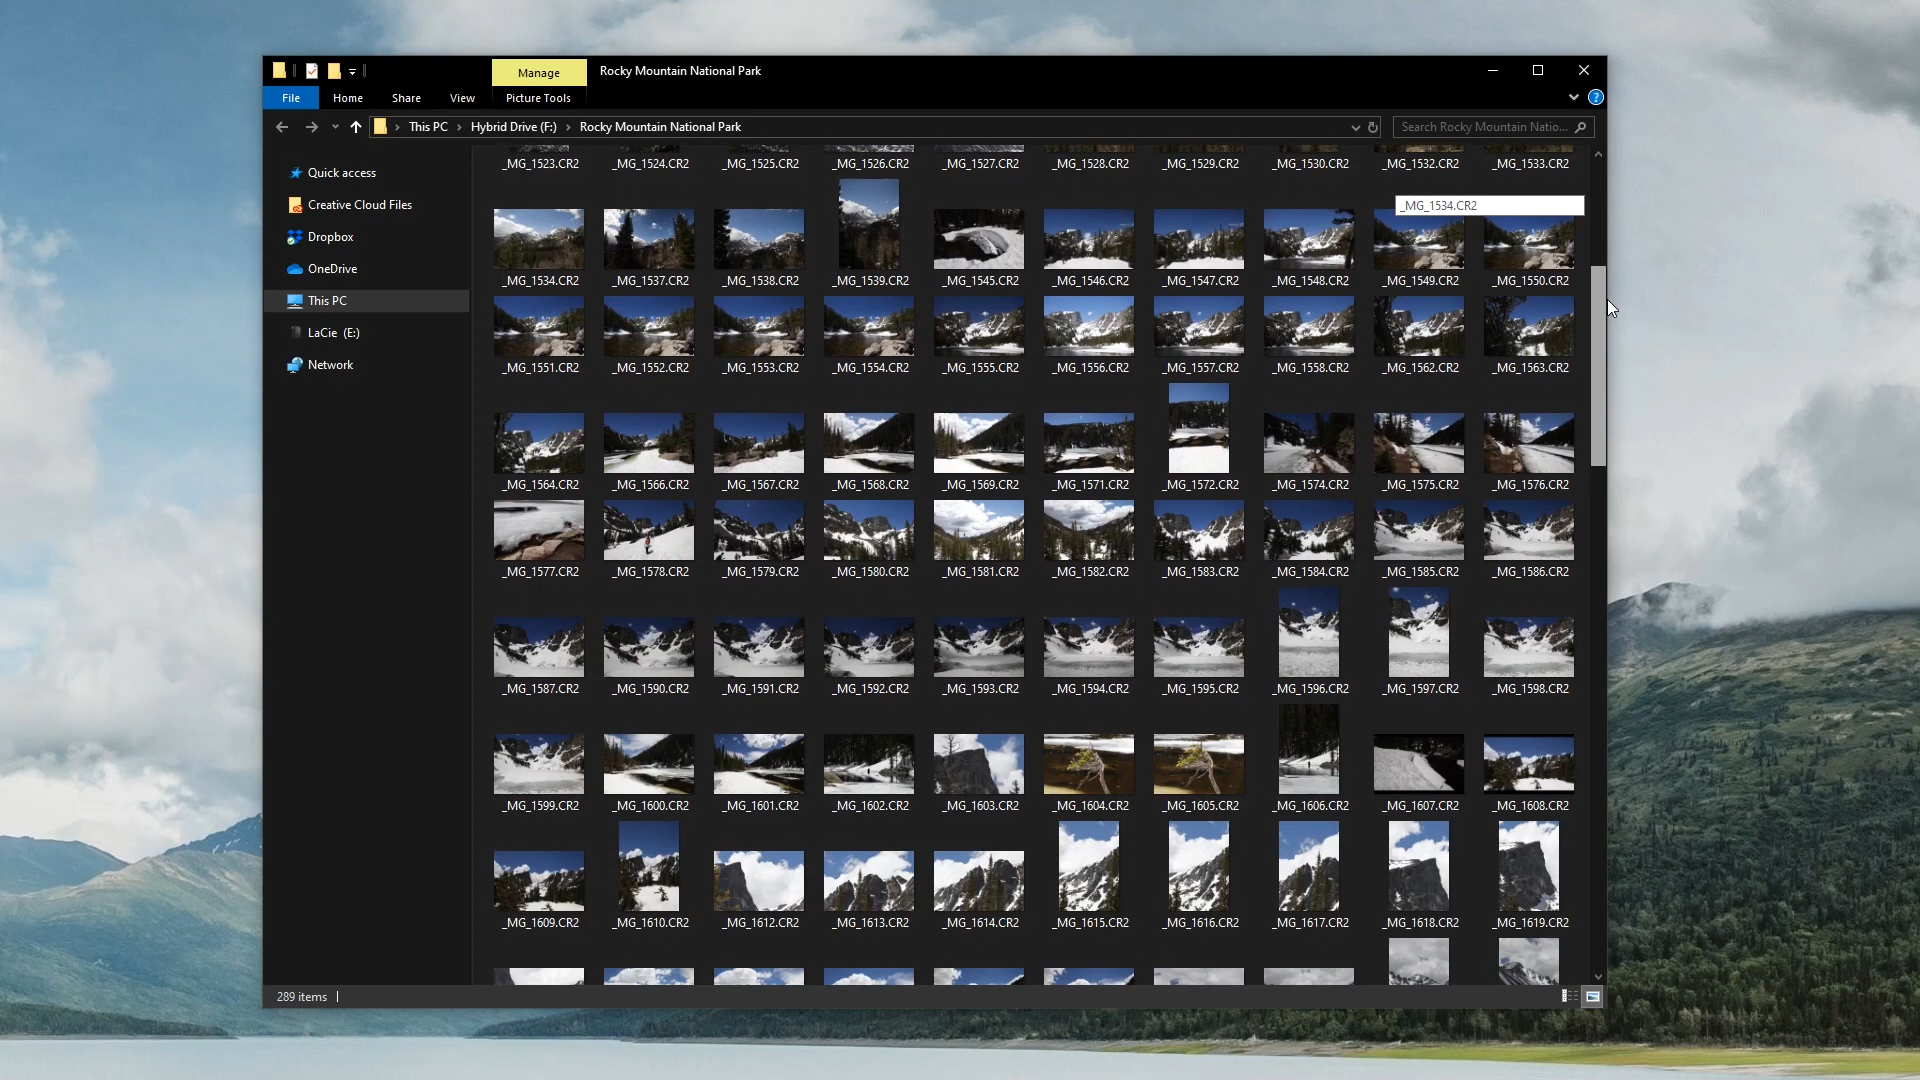 Manage
Rocky Mountain National Park
File
Home
Share
View
Picture Tools
?
This PC
Hybrid Drive (F:)
Rocky Mountain National Park
Search Rocky Mountain Natio...
Quick access
Creative Cloud Files
Dropbox
OneDrive
This PC
LaCie (E:)
Network
_MG_1523.CR2 _MG_1524.CR2 _MG_1525.CR2 _MG_1526.CR2 _MG_1527.CR2 _MG_1528.CR2 _MG_1529.CR2 _MG_1530.CR2 _MG_1532.CR2 _MG_1533.CR2
_MG_1534.CR2
_MG_1534.CR2 _MG_1537.CR2 _MG_1538.CR2 _MG_1539.CR2 _MG_1545.CR2 _MG_1546.CR2 _MG_1547.CR2 _MG_1548.CR2 _MG_1549.CR2 _MG_1550.CR2
_MG_1551.CR2 _MG_1552.CR2 _MG_1553.CR2 _MG_1554.CR2 _MG_1555.CR2 _MG_1556.CR2 _MG_1557.CR2 _MG_1558.CR2 _MG_1562.CR2 _MG_1563.CR2
_MG_1564.CR2 _MG_1566.CR2 _MG_1567.CR2 _MG_1568.CR2 _MG_1569.CR2 _MG_1571.CR2 _MG_1572.CR2 _MG_1574.CR2 _MG_1575.CR2 _MG_1576.CR2
_MG_1577.CR2 _MG_1578.CR2 _MG_1579.CR2 _MG_1580.CR2 _MG_1581.CR2 _MG_1582.CR2 _MG_1583.CR2 _MG_1584.CR2 _MG_1585.CR2 _MG_1586.CR2
_MG_1587.CR2 _MG_1590.CR2 _MG_1591.CR2 _MG_1592.CR2 _MG_1593.CR2 _MG_1594.CR2 _MG_1595.CR2 _MG_1596.CR2 _MG_1597.CR2 _MG_1598.CR2
_MG_1599.CR2 _MG_1600.CR2 _MG_1601.CR2 _MG_1602.CR2 _MG_1603.CR2 _MG_1604.CR2 _MG_1605.CR2 _MG_1606.CR2 _MG_1607.CR2 _MG_1608.CR2
_MG_1609.CR2 _MG_1610.CR2 _MG_1612.CR2 _MG_1613.CR2 _MG_1614.CR2 _MG_1615.CR2 _MG_1616.CR2 _MG_1617.CR2 _MG_1618.CR2 _MG_1619.CR2
289 items